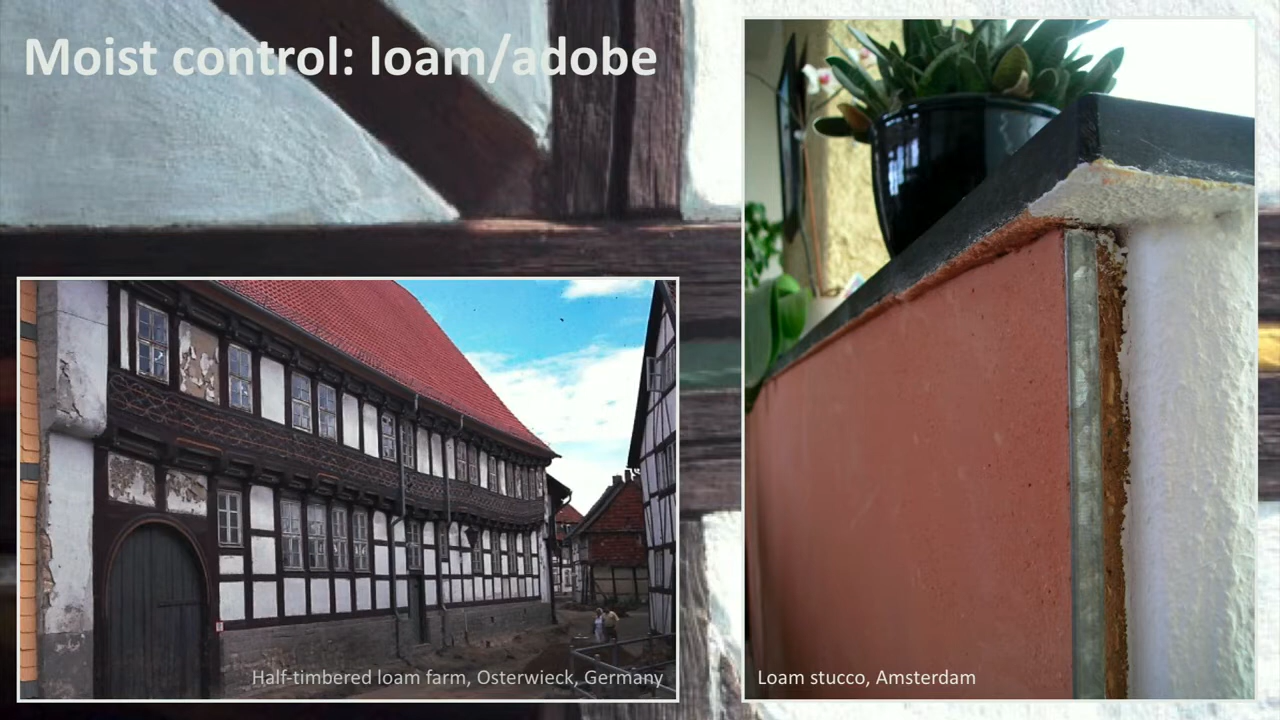 Moist control: loam/adobe
Half-timbered loam farm, Osterwieck, Germany
Loam stucco, Amsterdam